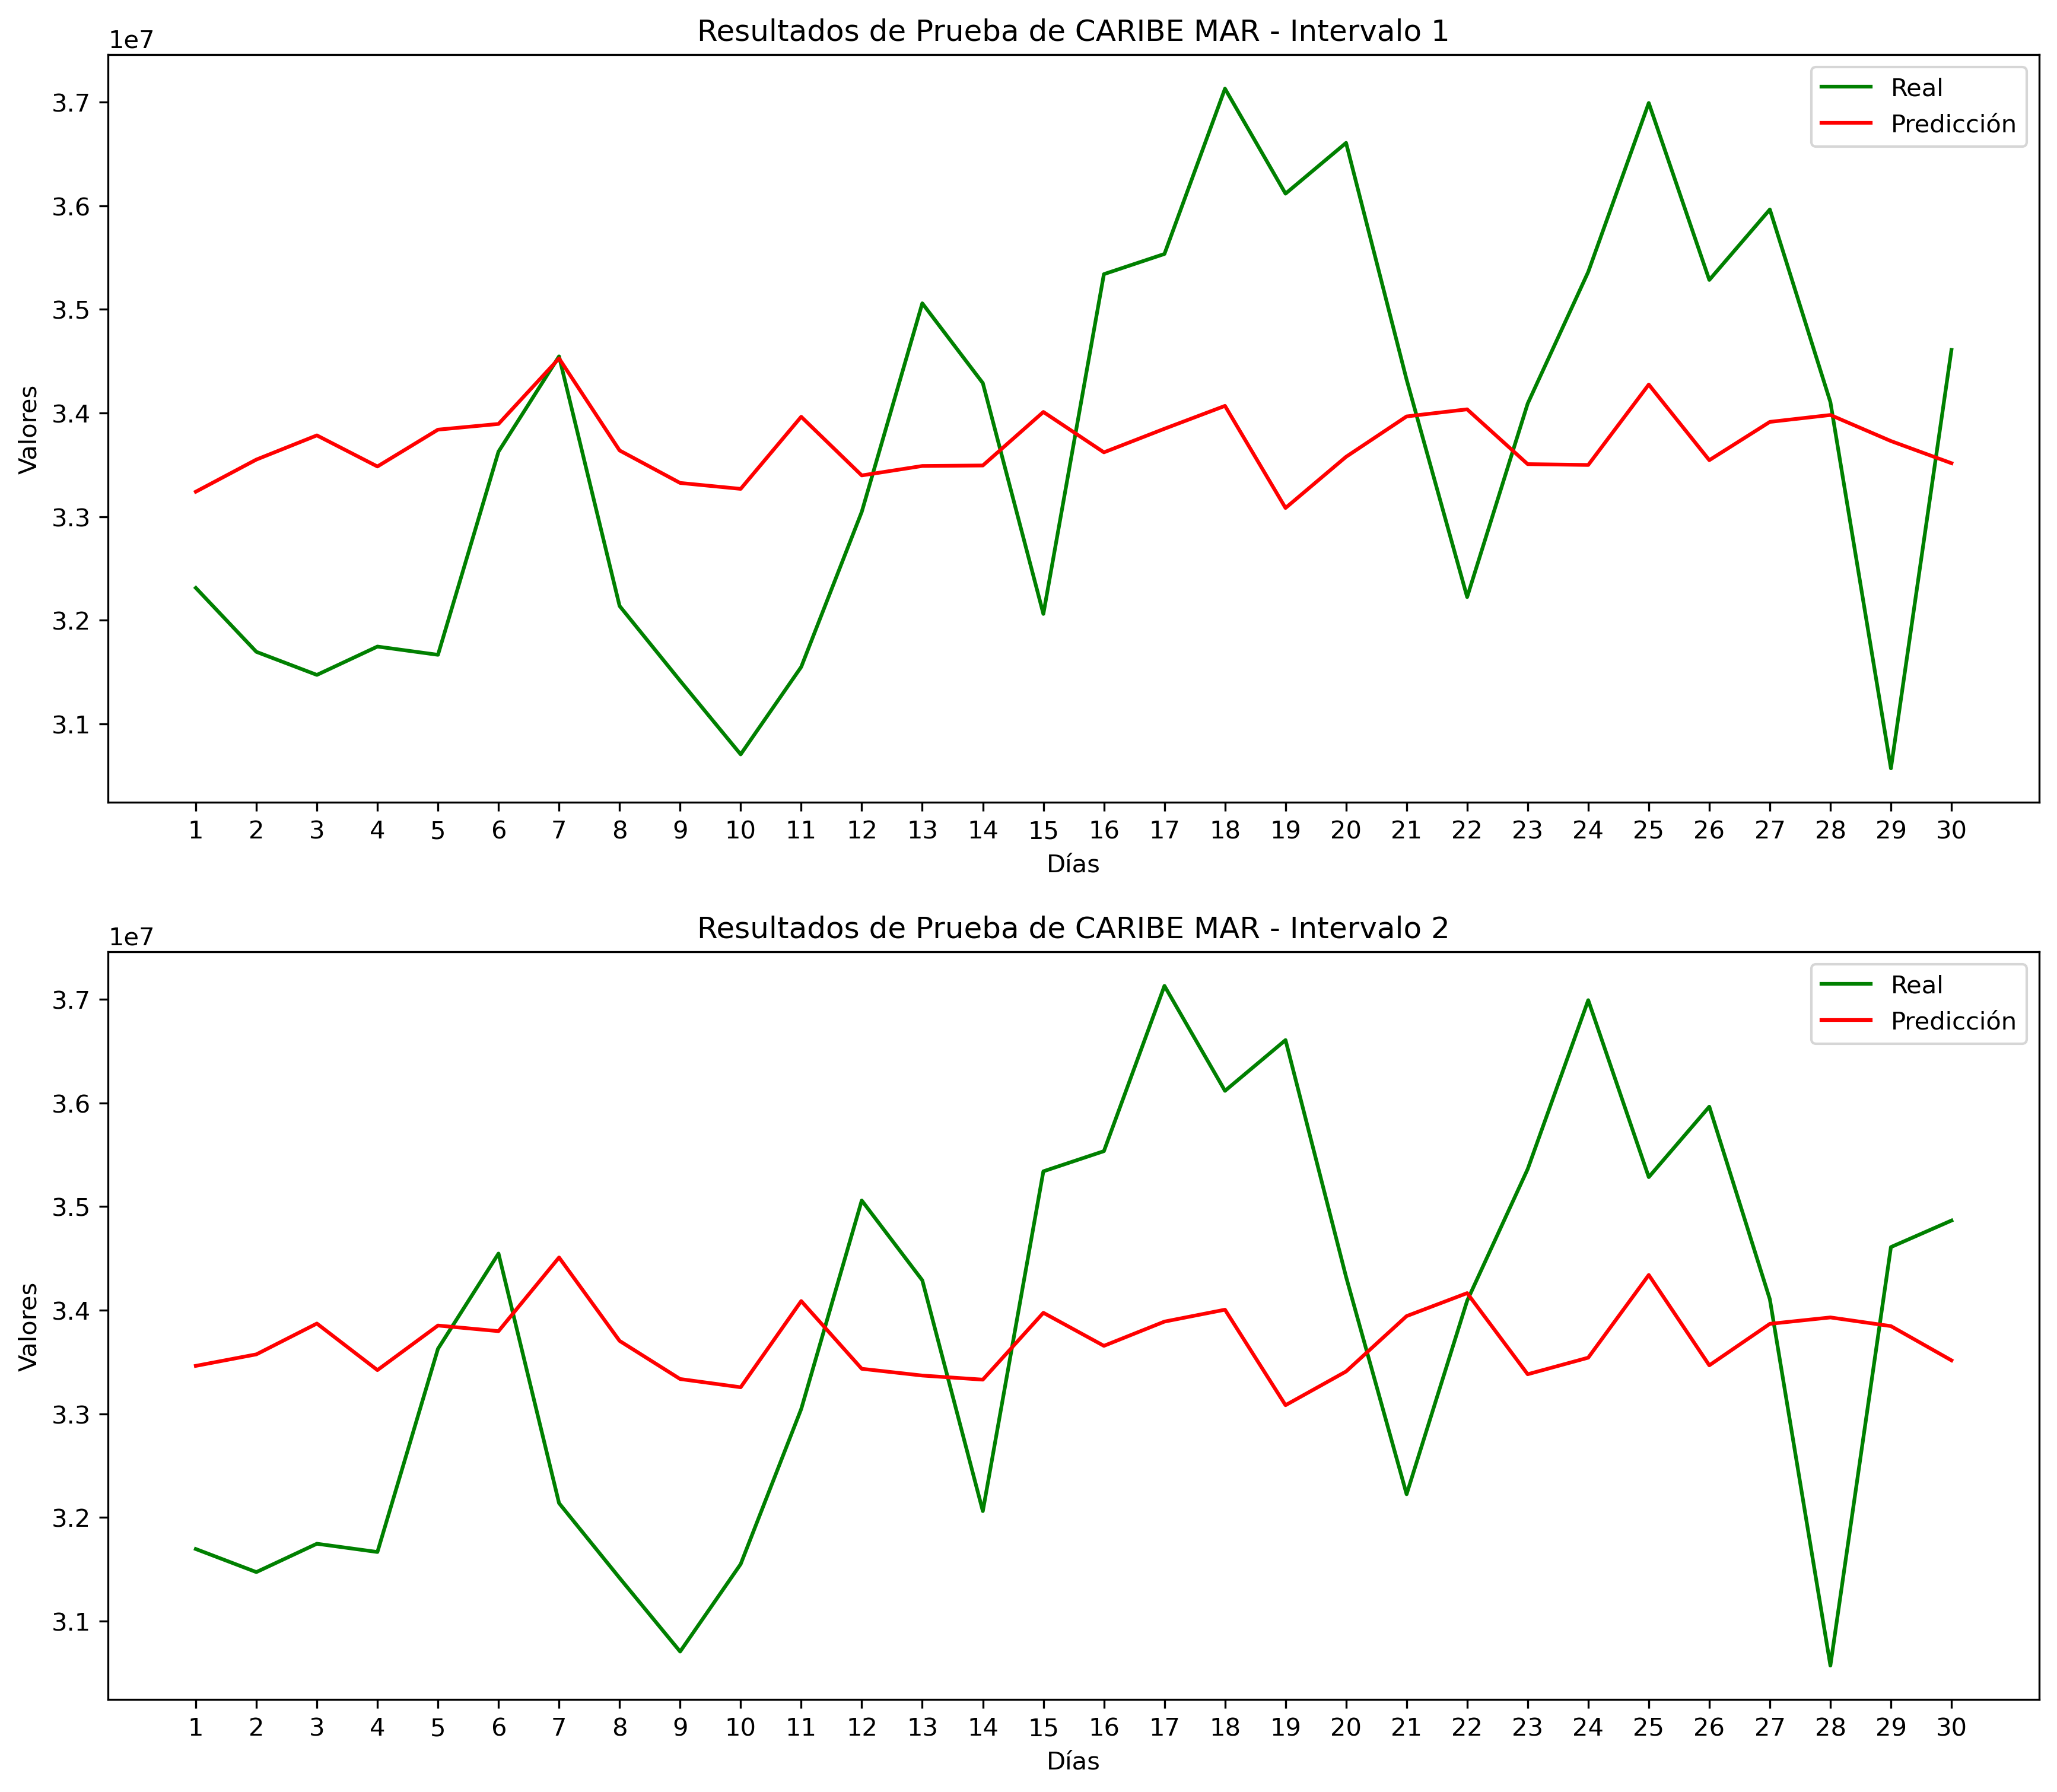 Resultados de Prueba de CARIBE MAR - Intervalo 1
1e7
Real
Predicción
3.7
3.6
3.5
3.4
3.3
3.2
3.1
Valores
1 2 3 4 5 6 7 8 9 10 11 12 13 14 15 16 17 18 19 20 21 22 23 24 25 26 27 28 29 30
Días
Resultados de Prueba de CARIBE MAR - Intervalo 2
1e7
Real
Predicción
3.7
3.6
3.5
3.4
3.3
3.2
3.1
Valores
1 2 3 4 5 6 7 8 9 10 11 12 13 14 15 16 17 18 19 20 21 22 23 24 25 26 27 28 29 30
Días